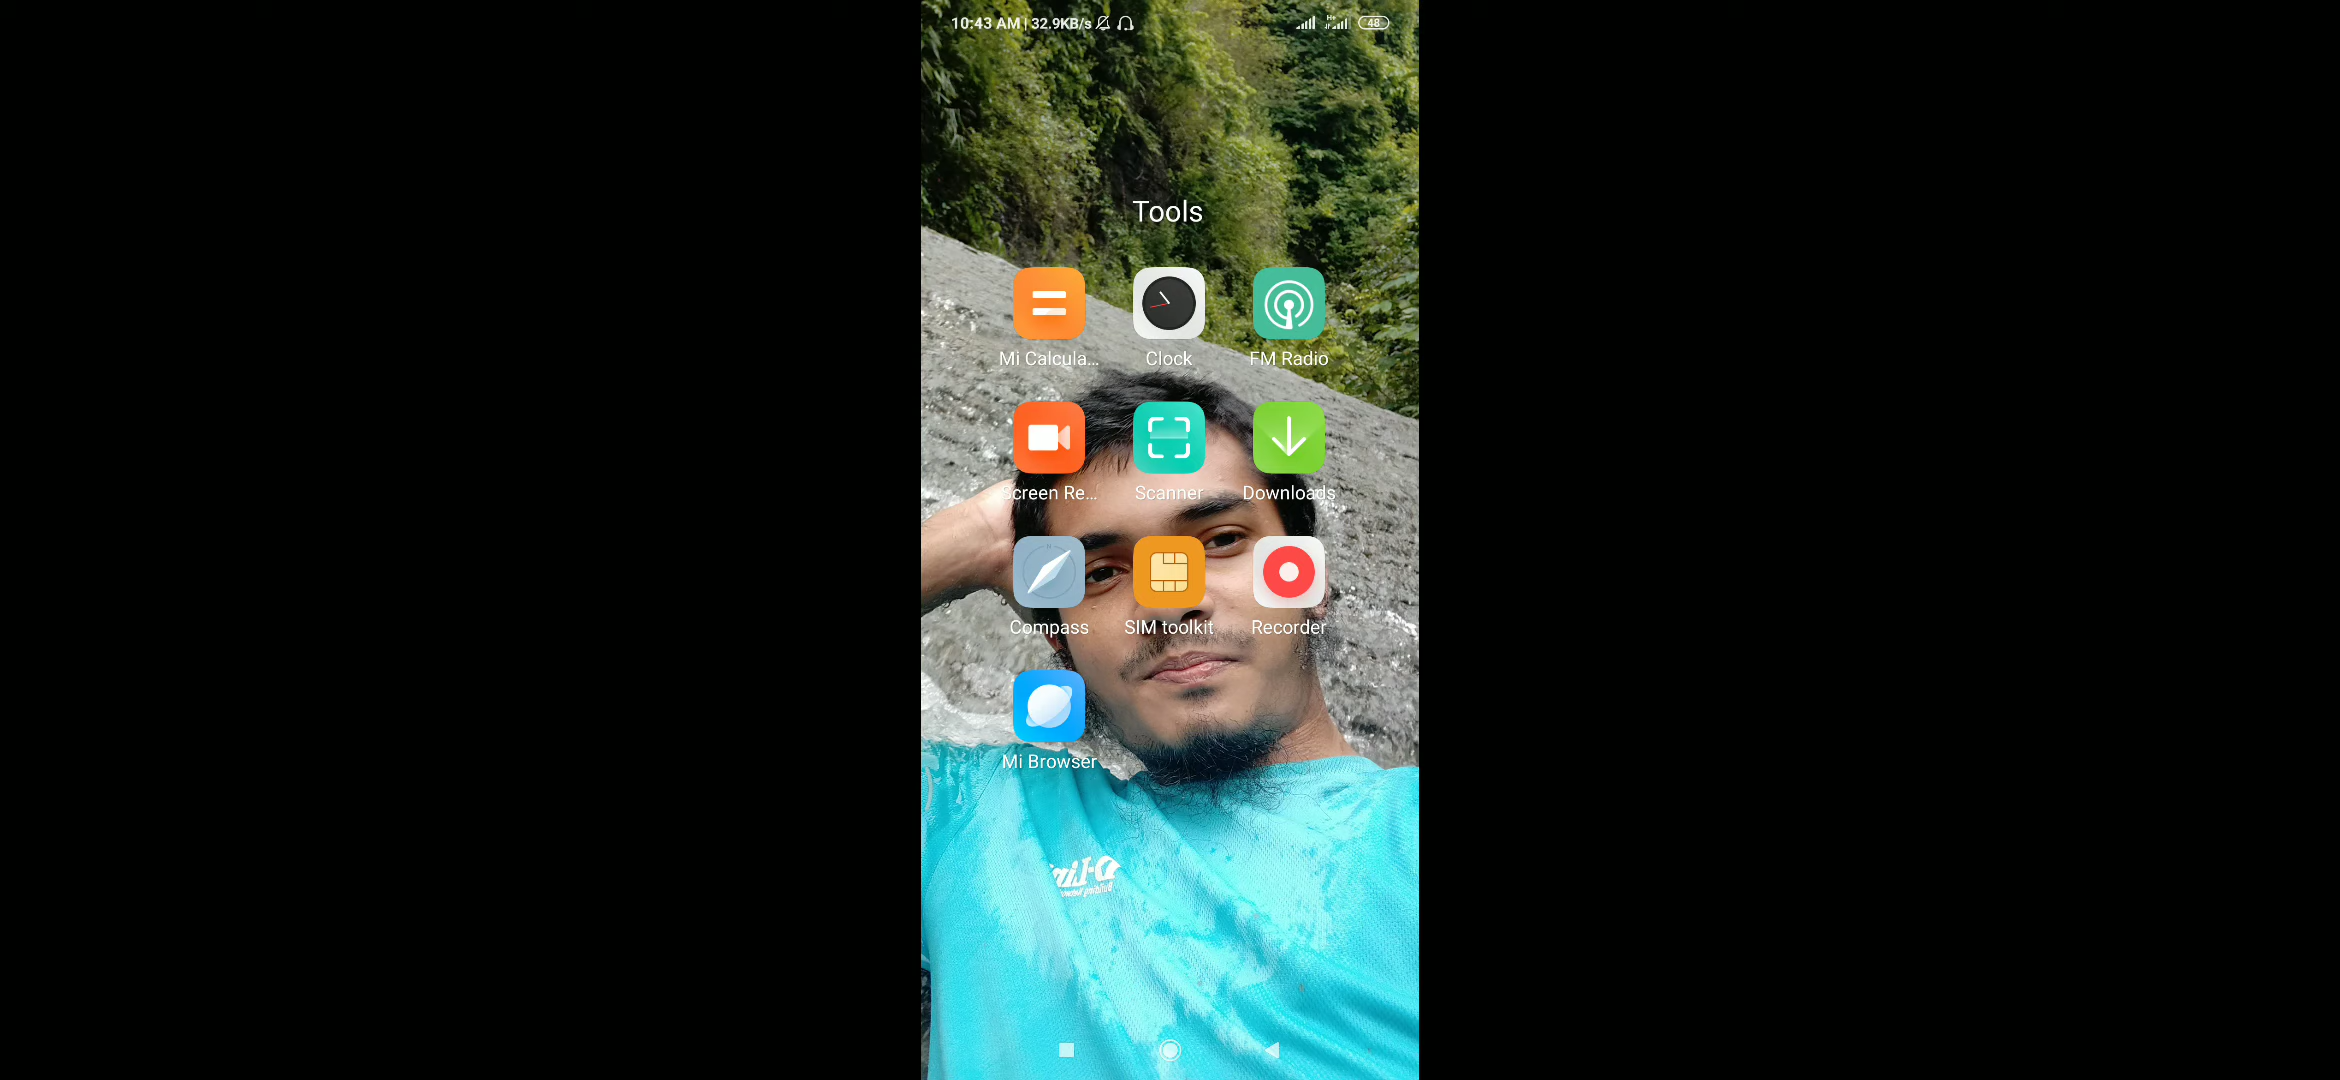 10:43 AM | 32.9KB/s 48
Tools
Mi Calcula... Clock FM Radio
Screen Re... Scanner Downloads
Compass SIM toolkit Recorder
Mi Browser